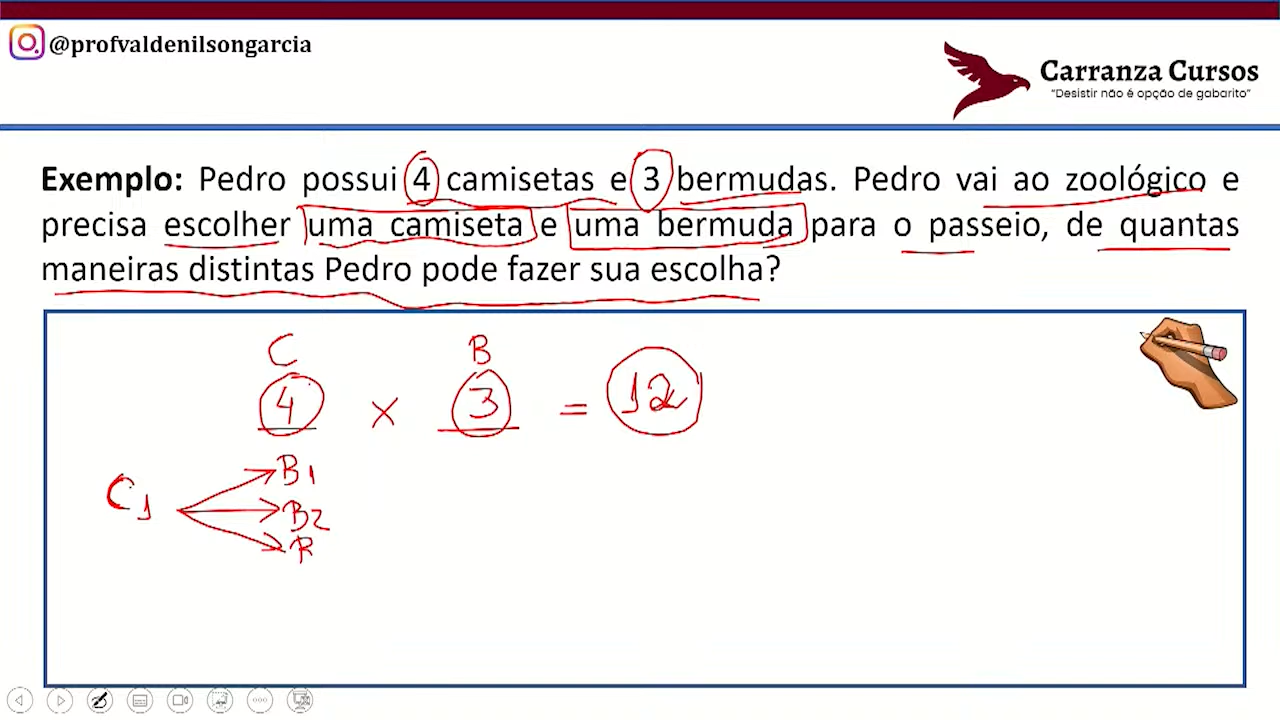 @profvaldenilsongarcia
Carranza Cursos
"Desistir não é opção de gabarito"
Exemplo: Pedro possui 4 camisetas e 3 bermudas. Pedro vai ao zoológico e
precisa escolher uma camiseta e uma bermuda para o passeio, de quantas
maneiras distintas Pedro pode fazer sua escolha?
C B
4 x 3 = 12
B1
C1
B2
B